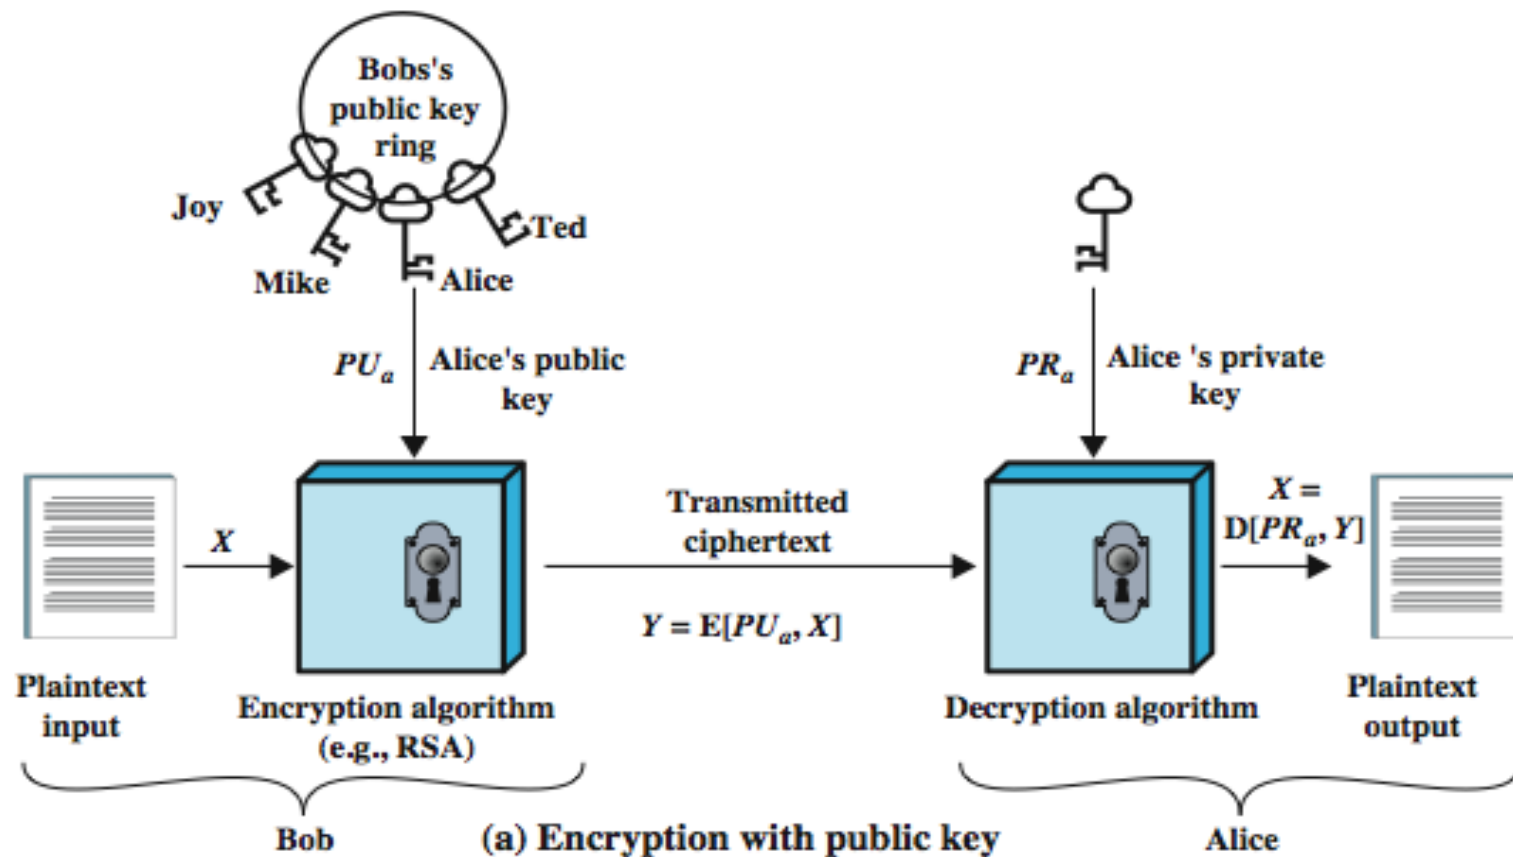 Bobs's
public key
ring
Joy
Mike
Alice
Ted
PUₐ
Alice's public
key
PRₐ
Alice 's private
key
X
Transmitted
ciphertext
Y = E[PUₐ, X]
X =
D[PRₐ, Y]
Plaintext
input
Encryption algorithm
(e.g., RSA)
Decryption algorithm
Plaintext
output
Bob
(a) Encryption with public key
Alice